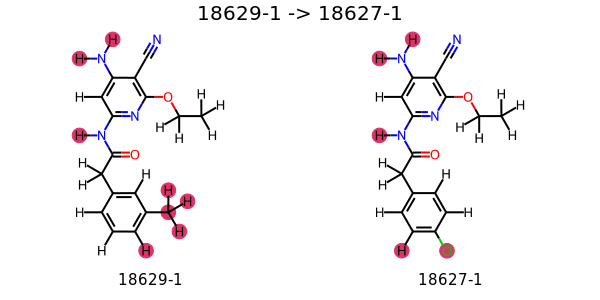 18629-1 -> 18627-1
H N H N
H N H N
H O H H H O H H
N N
H N H H H H N H H H
H O H O
H H H H H H
H
H H H
H
H H H
18629-1 18627-1